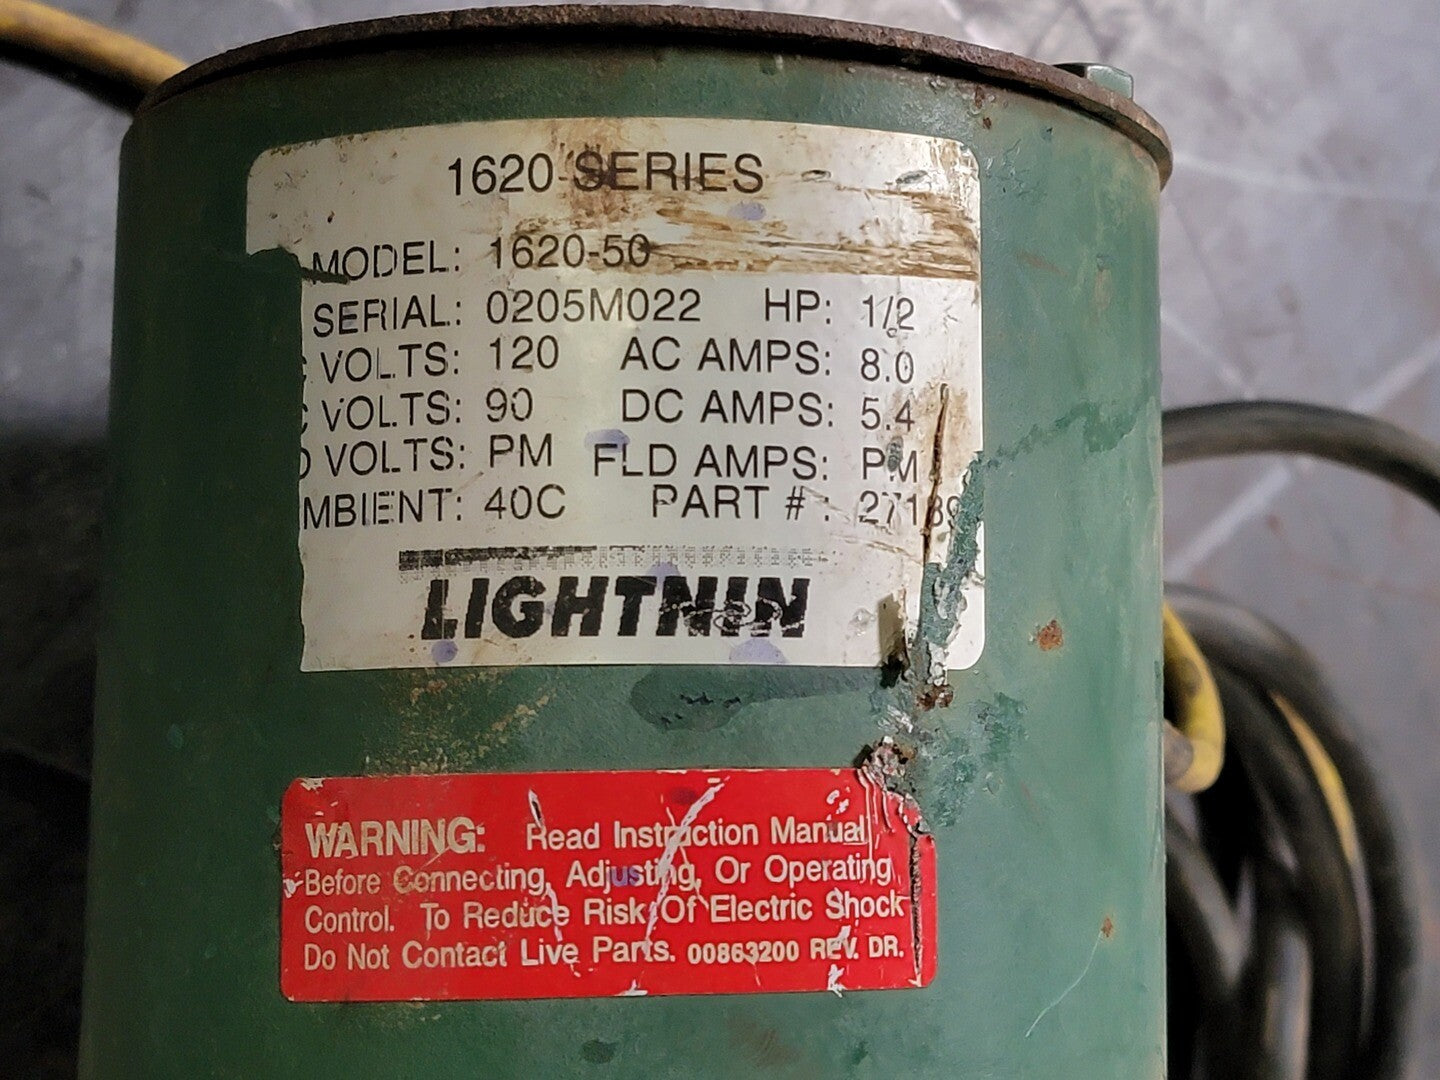 1620 SERIES
MODEL: 1620-50
SERIAL: 0205M022 HP: 1/2
VOLTS: 120 AC AMPS: 8.0
VOLTS: 90 DC AMPS: 5.4
VOLTS: PM FLD AMPS: PM
MBIENT: 40C PART # :
LIGHTNIN
WARNING: Read Instruction Manual
Before Connecting, Adjusting, Or Operating
Control. To Reduce Risk Of Electric Shock
Do Not Contact Live Parts. 00863200 REV. DR.